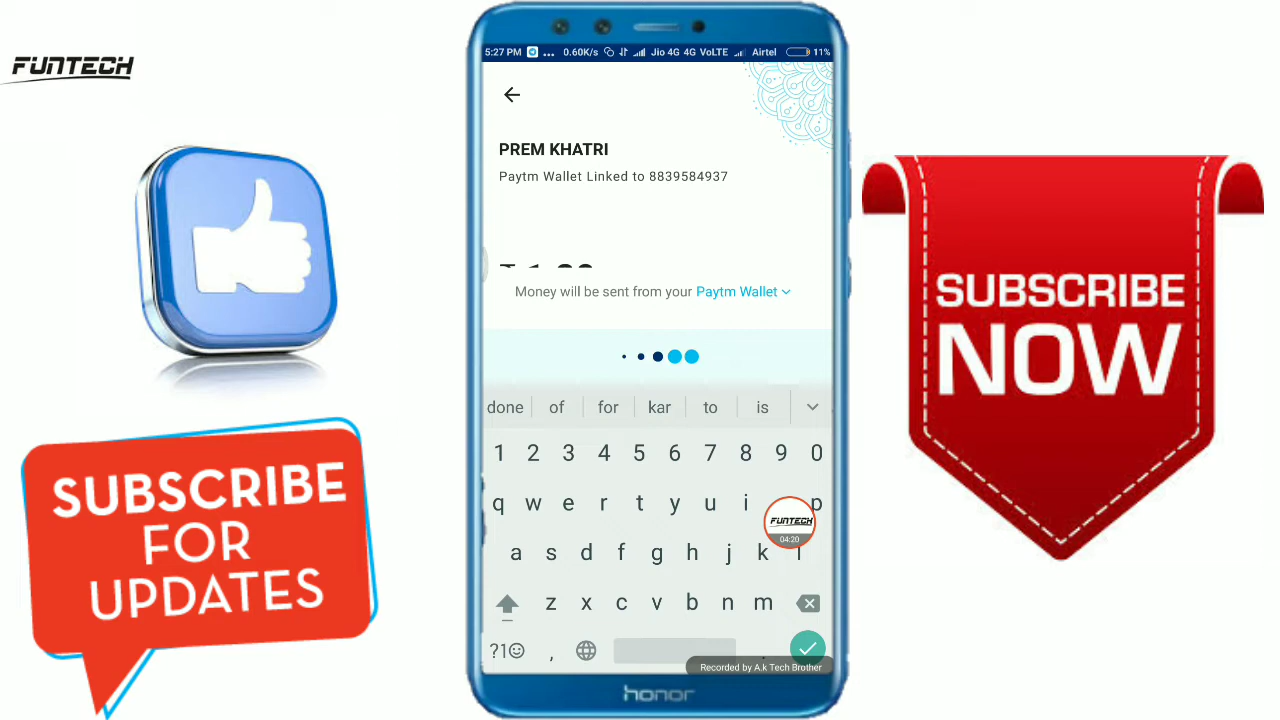 FUNTECH
SUBSCRIBE
FOR
UPDATES
5:27 PM ... 0.60K/s Jio 4G 4G VoLTE Airtel 11%
PREM KHATRI
Paytm Wallet Linked to 8839584937
Money will be sent from your Paytm Wallet
done of for kar to is
1 2 3 4 5 6 7 8 9 0
q w e r t y u i p
FUNTECH
04:20
a s d f g h j k l
z x c v b n m
?1 , .
Recorded by A.k Tech Brother
honor
SUBSCRIBE
NOW